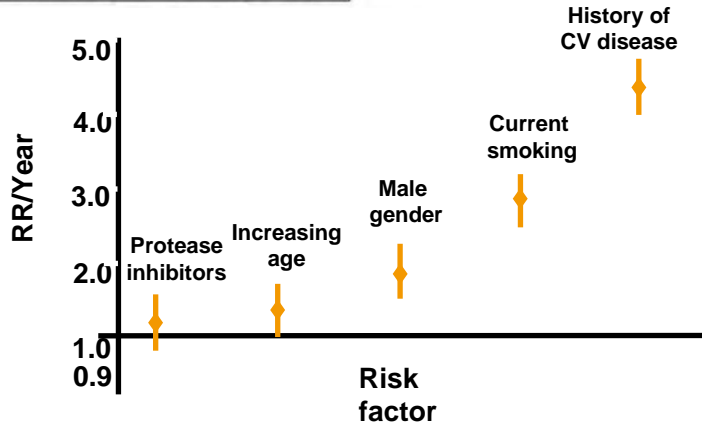 History of
CV disease
5.0
4.0
Current
smoking
3.0
Male
gender
RR/Year
Increasing
age
Protease
inhibitors
2.0
1.0
0.9
Risk
factor